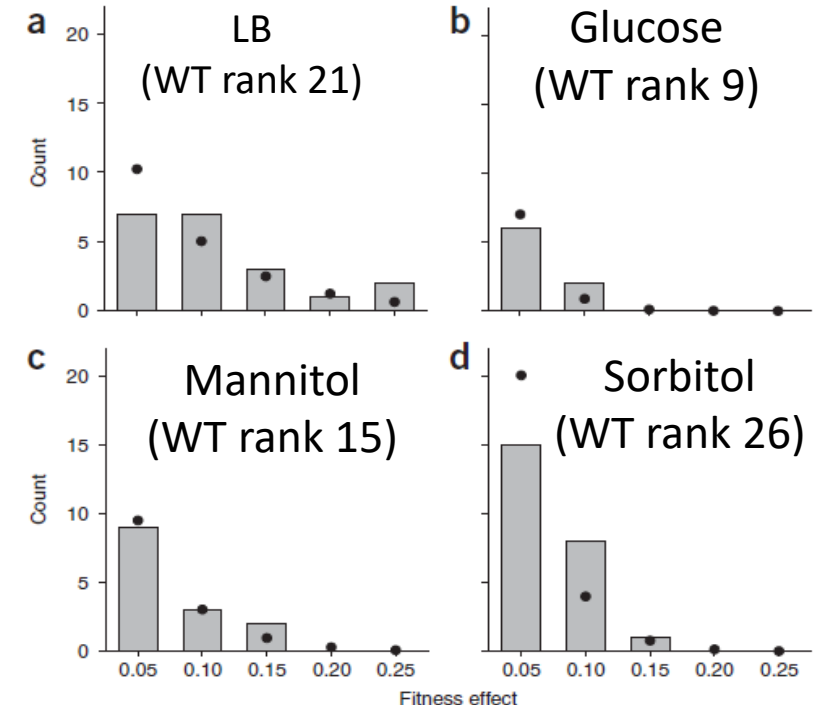 a
LB
(WT rank 21)
20
15
10
5
0
Count
b
Glucose
(WT rank 9)
c
Mannitol
(WT rank 15)
20
15
10
5
0
Count
0.05 0.10 0.15 0.20 0.25
d
Sorbitol
(WT rank 26)
0.05 0.10 0.15 0.20 0.25
Fitness effect